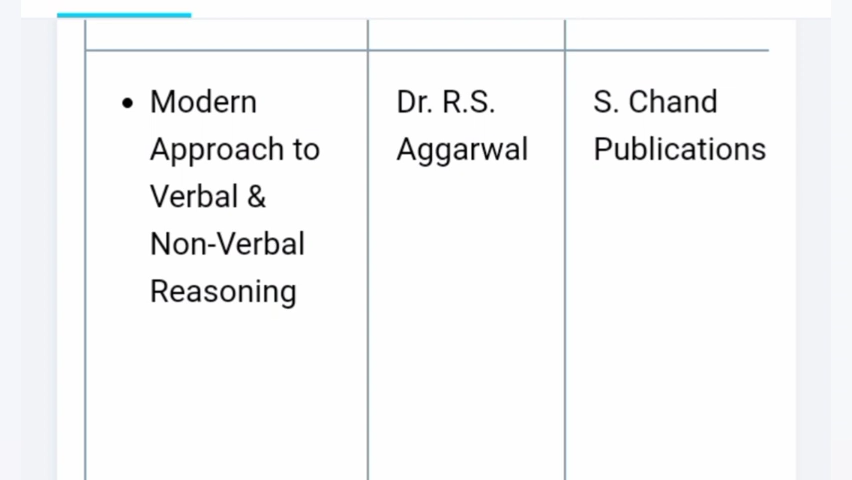 • Modern
Approach to
Verbal &
Non-Verbal
Reasoning
Dr. R.S.
Aggarwal
S. Chand
Publications